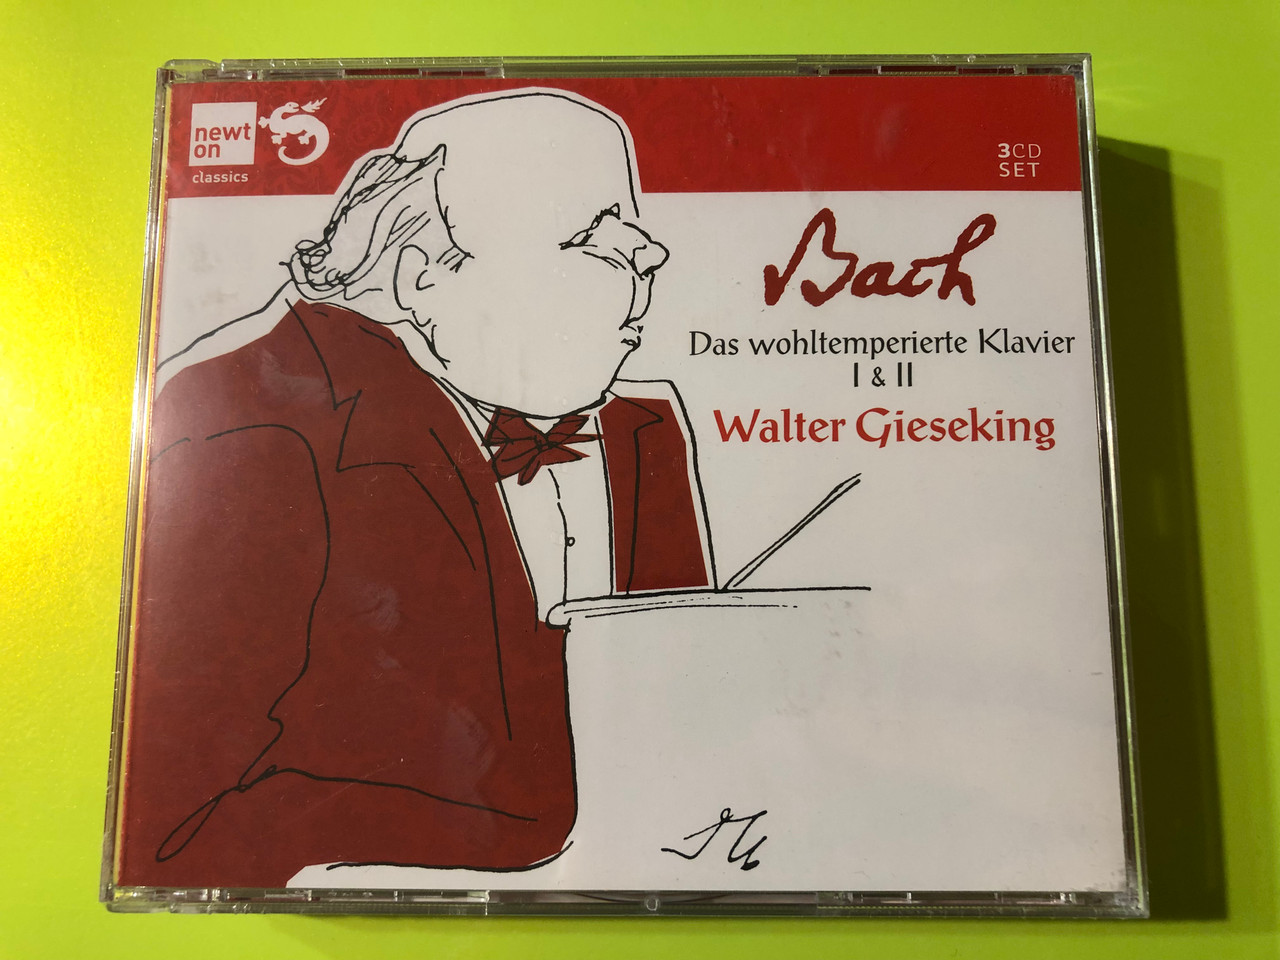 newt
on
classics
3CD
SET
Bach
Das wohltemperierte Klavier
I & II
Walter Gieseking